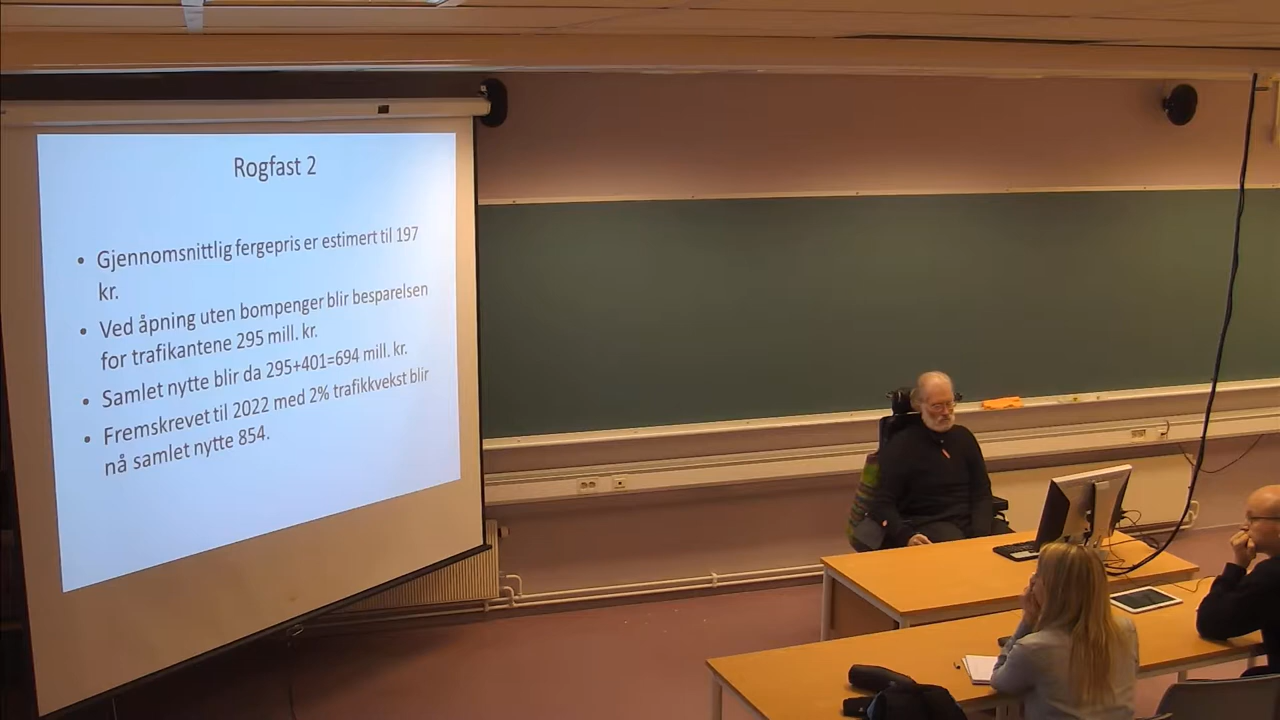 Rogfast 2
• Gjennomsnittlig fergepris er estimert til 197
kr.
• Ved åpning uten bompenger blir besparelsen
for trafikantene 295 mill. kr.
• Samlet nytte blir da 295+401=694 mill. kr.
• Fremskrevet til 2022 med 2% trafikkvekst blir
nå samlet nytte 854.